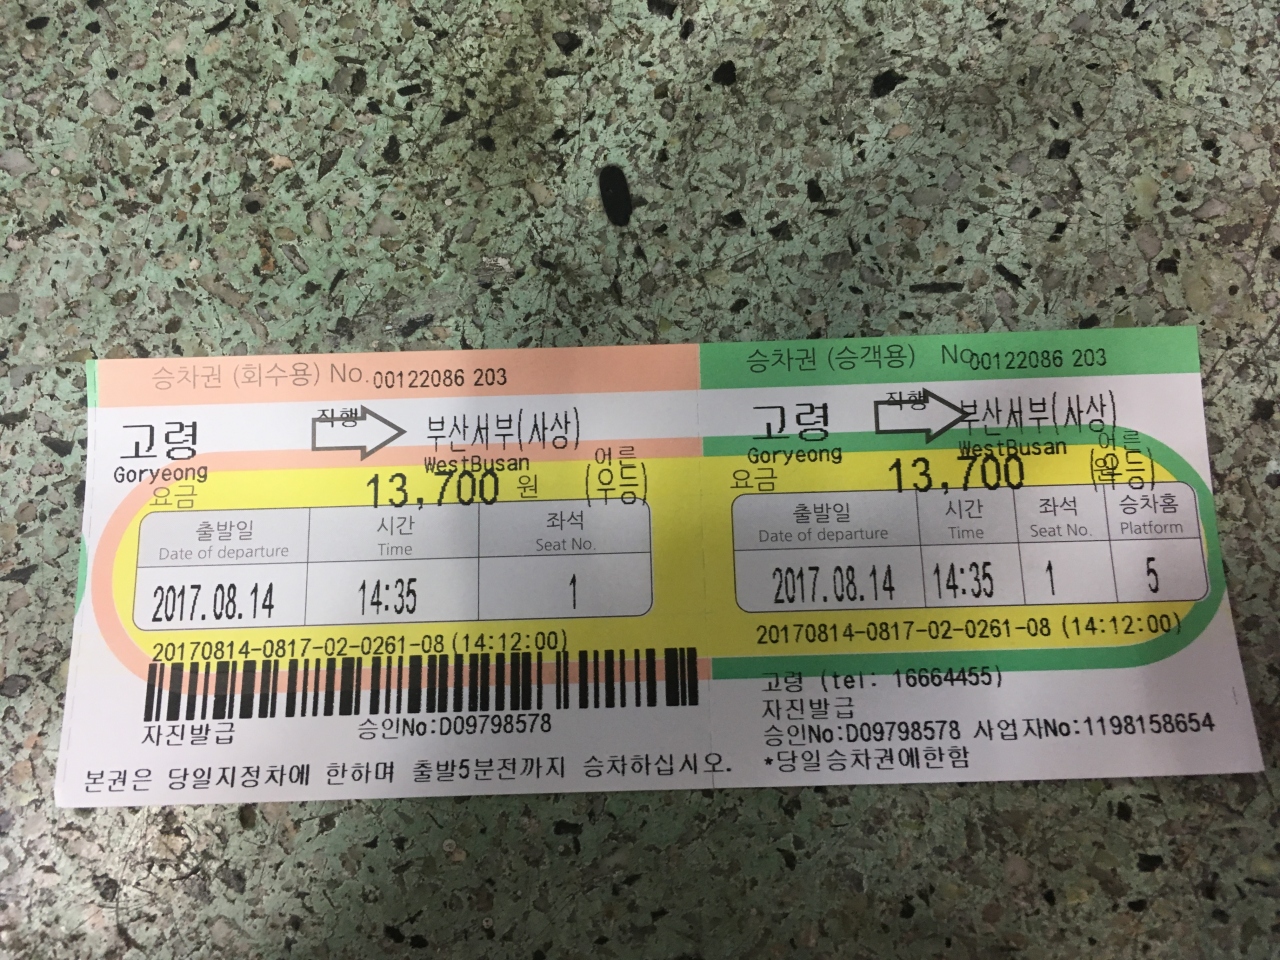 승차권 (회수용) No. 00122086 203
고령 직행 부산서부(사상)
Goryeong WestBusan
요금 13,700 원 어른
(우등)
출발일 시간 좌석
Date of departure Time Seat No.
2017.08.14 14:35 1
20170814-0817-02-0261-08 (14:12:00)
자진발급 승인No:D09798578
본권은 당일지정차에 한하며 출발5분전까지 승차하십시오.
승차권 (승객용) No. 00122086 203
고령 직행 부산서부(사상)
Goryeong WestBusan
요금 13,700 원 어른
(우등)
출발일 시간 좌석 승차홈
Date of departure Time Seat No. Platform
2017.08.14 14:35 1 5
20170814-0817-02-0261-08 (14:12:00)
고령 (tel: 16664455)
자진발급
승인No:D09798578 사업자No:1198158654
*당일승차권에한함